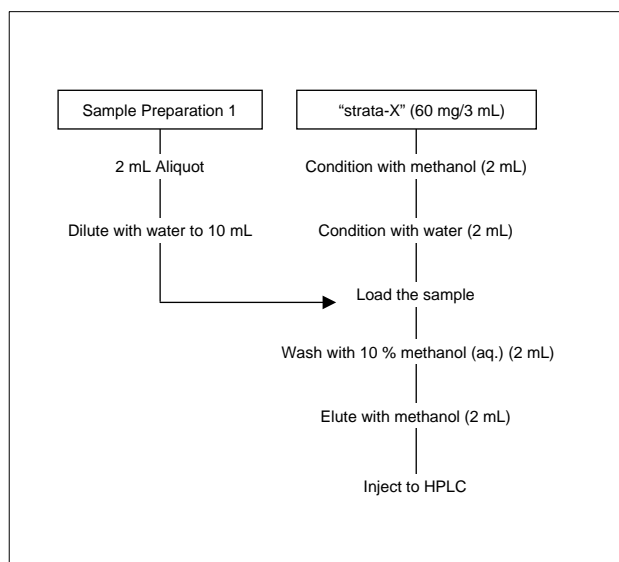 Sample Preparation 1
2 mL Aliquot
Dilute with water to 10 mL
“strata-X” (60 mg/3 mL)
Condition with methanol (2 mL)
Condition with water (2 mL)
Load the sample
Wash with 10 % methanol (aq.) (2 mL)
Elute with methanol (2 mL)
Inject to HPLC